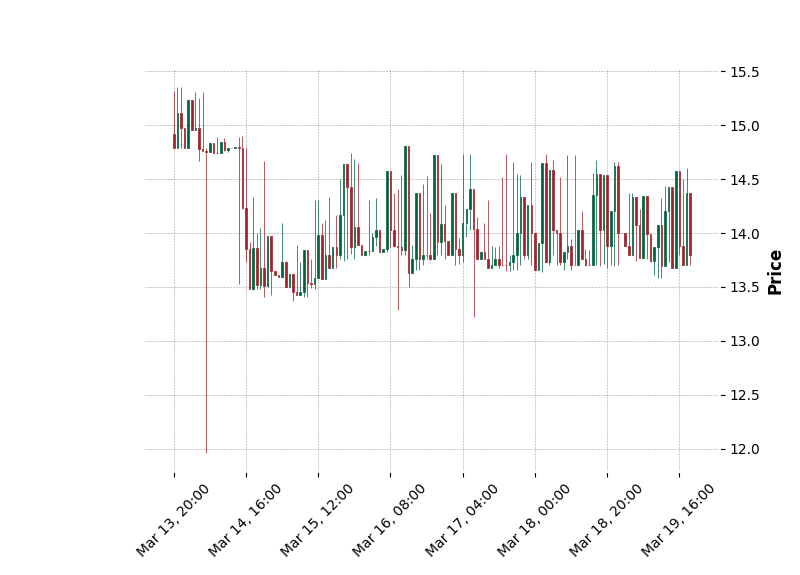 15.5
15.0
14.5
14.0
13.5
13.0
12.5
12.0
Price
Mar 13, 20:00
Mar 14, 16:00
Mar 15, 12:00
Mar 16, 08:00
Mar 17, 04:00
Mar 18, 00:00
Mar 18, 20:00
Mar 19, 16:00